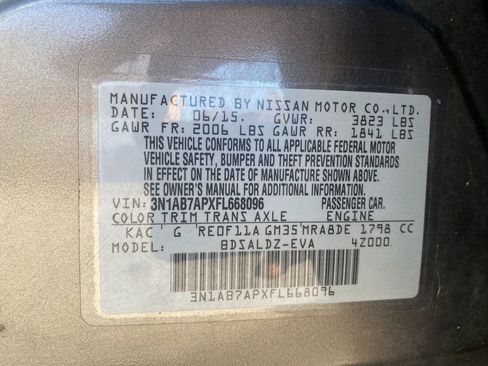 MANUFACTURED BY NISSAN MOTOR CO., LTD.
DATE: 06/15. GVWR: 3823 LBS
GAWR FR: 2006 LBS GAWR RR: 1841 LBS
THIS VEHICLE CONFORMS TO ALL APPLICABLE FEDERAL MOTOR
VEHICLE SAFETY, BUMPER AND THEFT PREVENTION STANDARDS
IN EFFECT ON THE DATE OF MANUFACTURE SHOWN ABOVE.
SEE OWNER'S MANUAL FOR ADDITIONAL INFORMATION.
VIN: 3N1AB7APXFL668096 PASSENGER CAR.
COLOR TRIM TRANS AXLE ENGINE
KAC G RE0F11A GM35 MRA8DE 1798 CC
MODEL: BDSALDZ-EVA 4Z000
3N1AB7APXFL668096